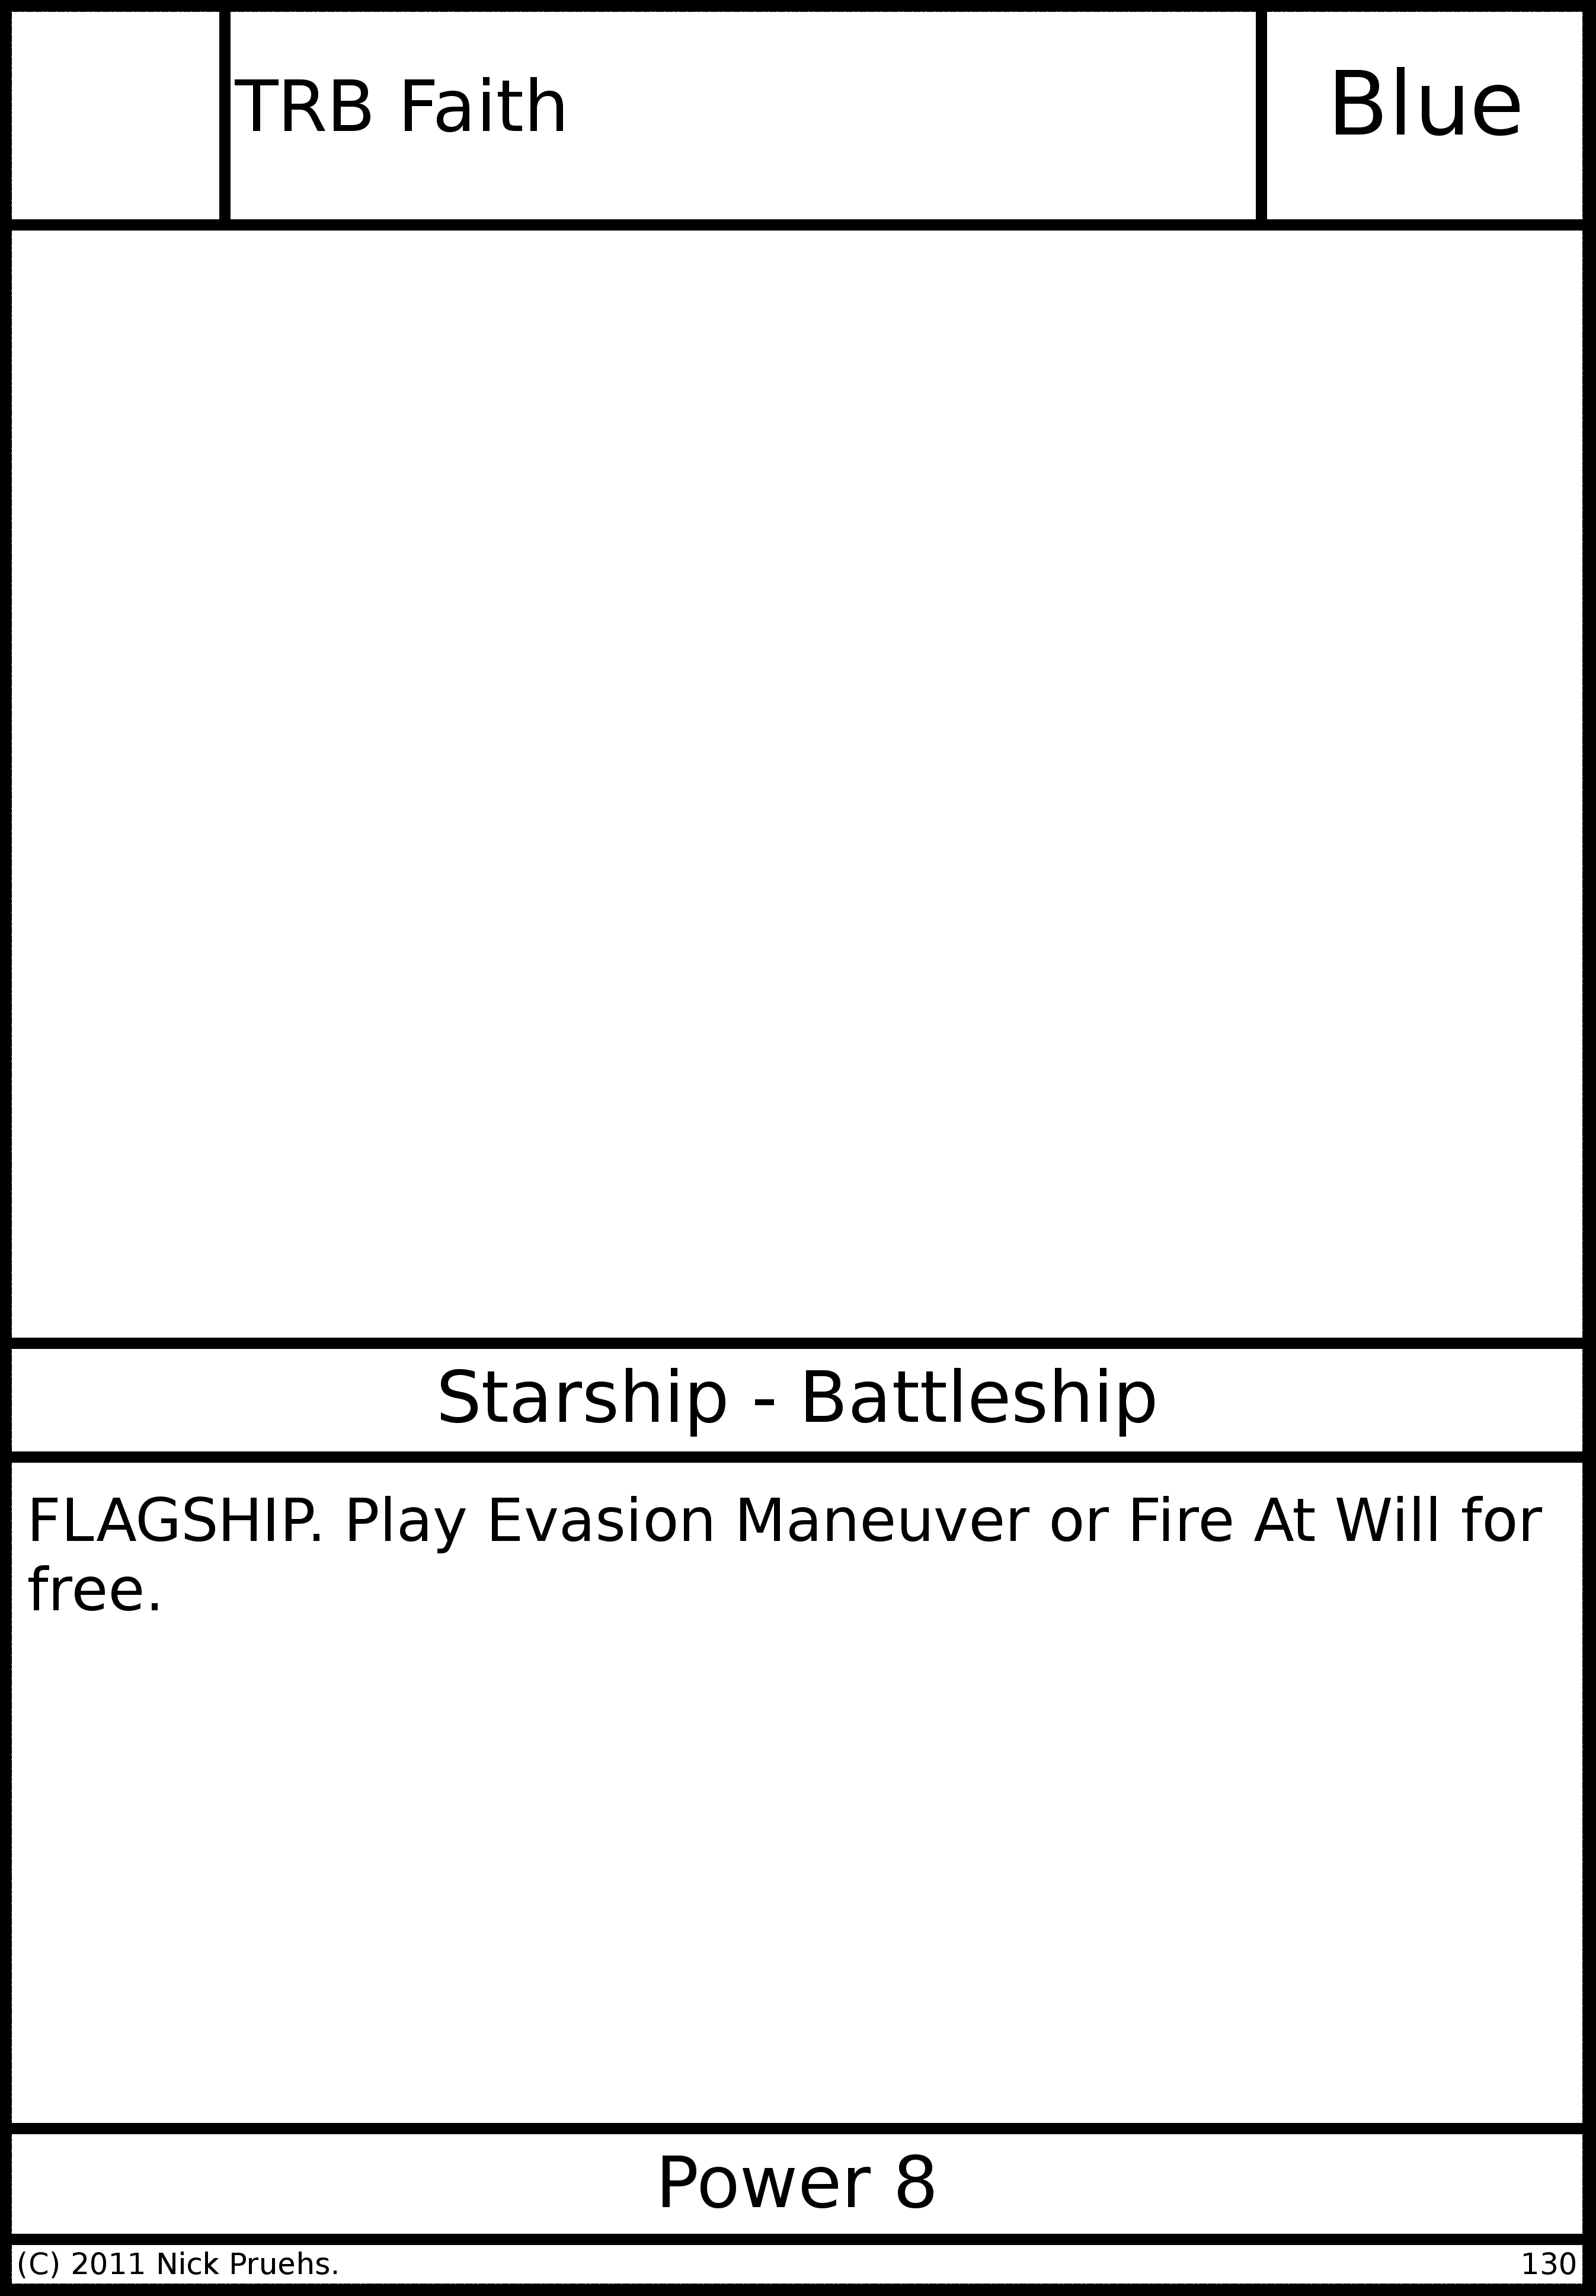 TRB Faith
Blue
Starship - Battleship
FLAGSHIP. Play Evasion Maneuver or Fire At Will for
free.
Power 8
(C) 2011 Nick Pruehs.
130